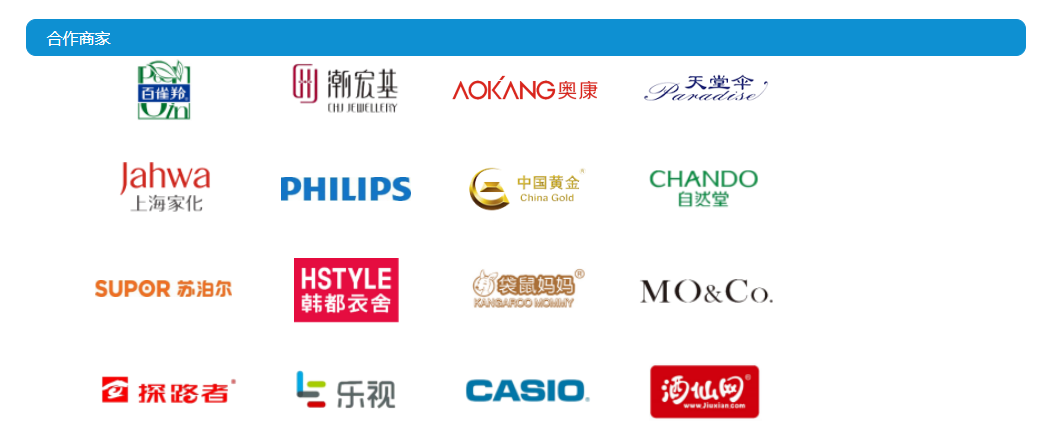 合作商家
百雀羚
潮宏基
CHJ JEWELLERY
AOKANG奥康
天堂伞
Paradise
Jahwa
上海家化
PHILIPS
中国黄金
China Gold
CHANDO
自然堂
SUPOR 苏泊尔
HSTYLE
韩都衣舍
袋鼠妈妈®
KANGAROO MOMMY
MO&Co.
探路者®
乐视
CASIO
酒仙网®
www.Jiuxian.com